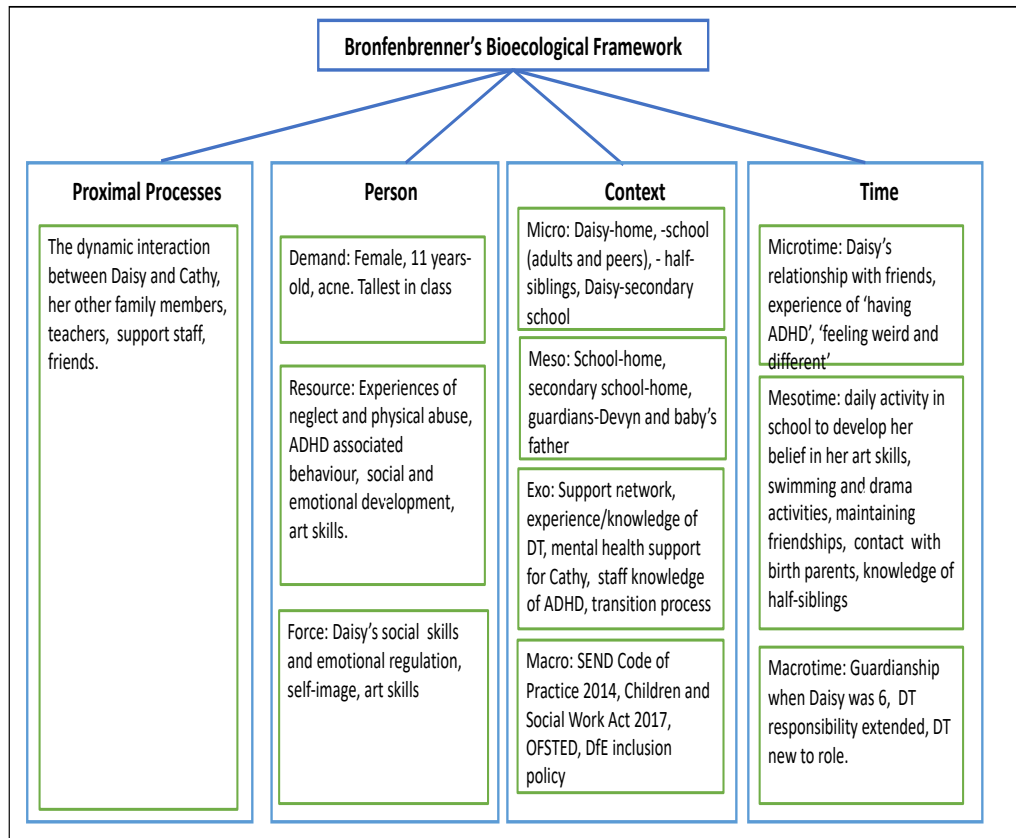 Bronfenbrenner's Bioecological Framework
Proximal Processes
The dynamic interaction
between Daisy and Cathy,
her other family members,
teachers, support staff,
friends.
Person
Demand: Female, 11 years-
old, acne. Tallest in class
Resource: Experiences of
neglect and physical abuse,
ADHD associated
behaviour, social and
emotional development,
art skills.
Force: Daisy's social skills
and emotional regulation,
self-image, art skills
Context
Micro: Daisy-home, -school
(adults and peers), - half-
siblings, Daisy-secondary
school
Meso: School-home,
secondary school-home,
guardians-Devyn and baby's
father
Exo: Support network,
experience/knowledge of
DT, mental health support
for Cathy, staff knowledge
of ADHD, transition process
Macro: SEND Code of
Practice 2014, Children and
Social Work Act 2017,
OFSTED, DfE inclusion
policy
Time
Microtime: Daisy's
relationship with friends,
experience of 'having
ADHD', 'feeling weird and
different'
Mesotime: daily activity in
school to develop her
belief in her art skills,
swimming and drama
activities, maintaining
friendships, contact with
birth parents, knowledge of
half-siblings
Macrotime: Guardianship
when Daisy was 6, DT
responsibility extended, DT
new to role.